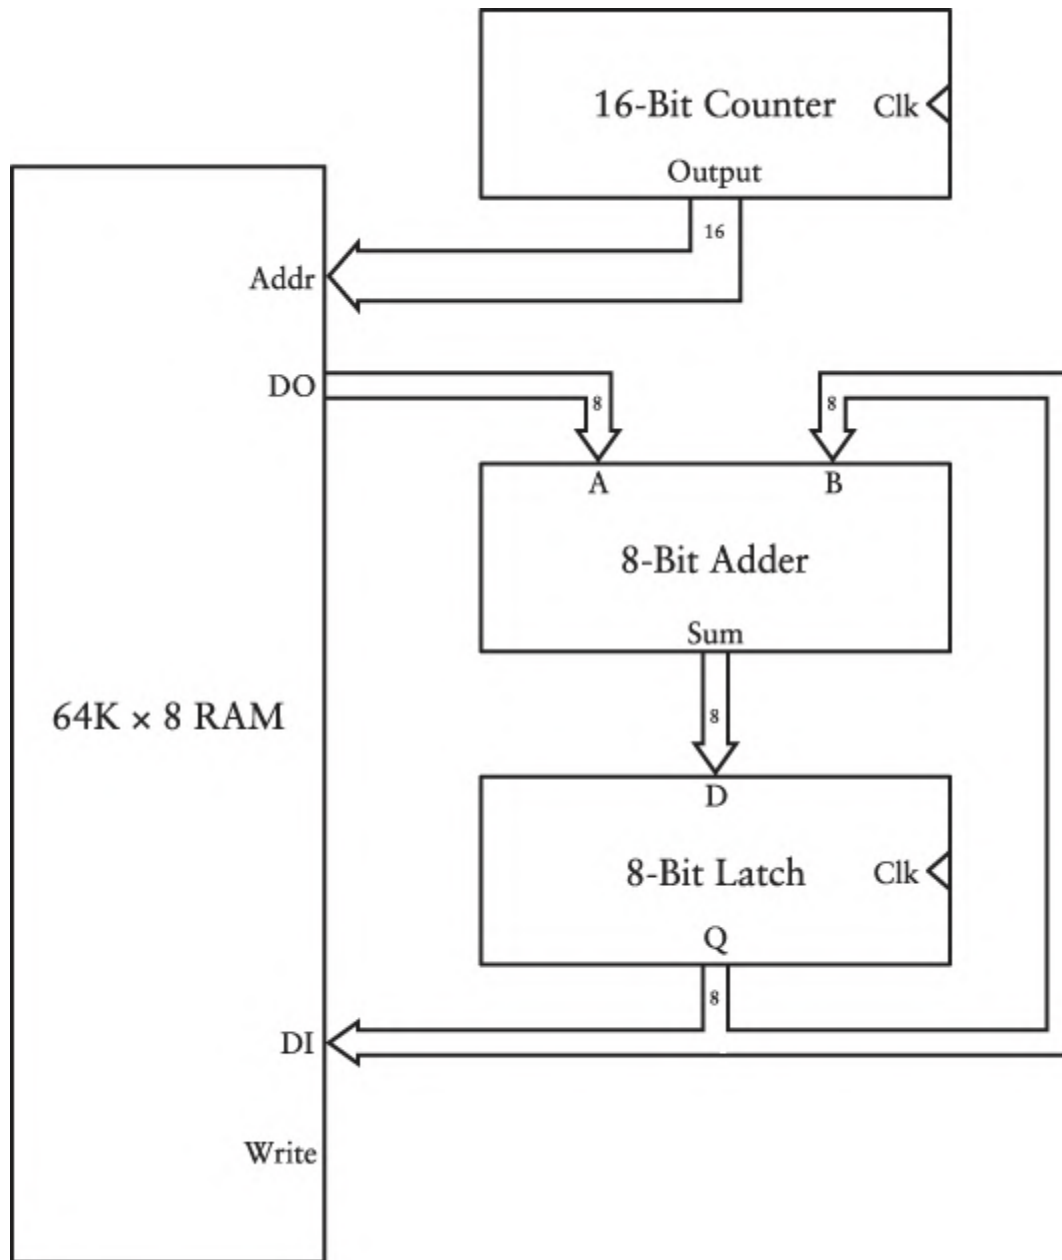 16-Bit Counter
Clk
Output
16
Addr
DO
8
8
A
B
8-Bit Adder
Sum
64K × 8 RAM
8
D
8-Bit Latch
Clk
Q
8
DI
Write